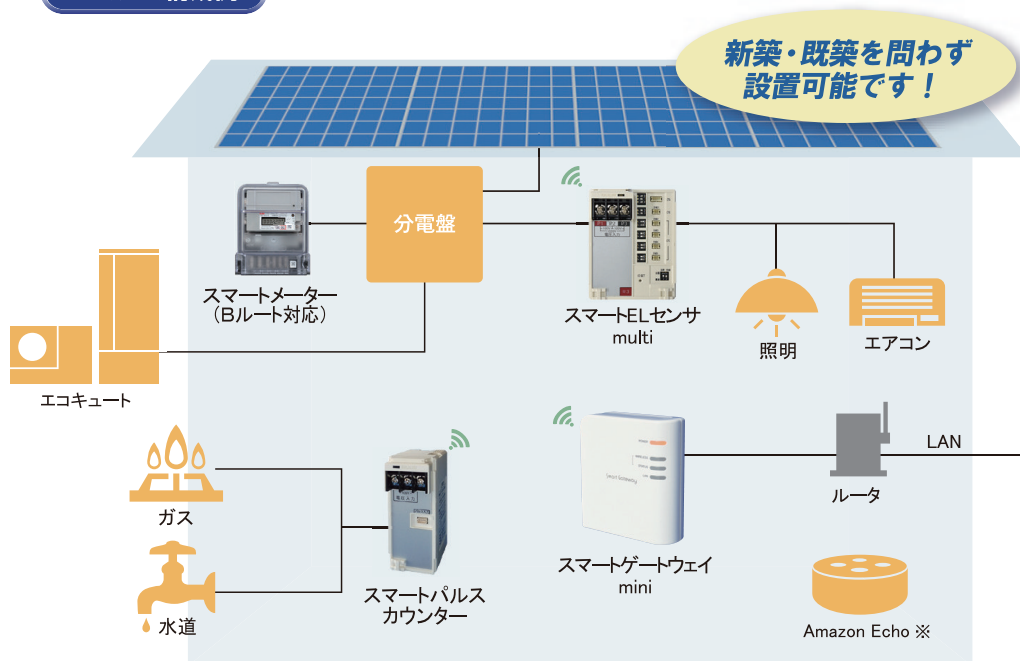 新築・既築を問わず
設置可能です！
分電盤
スマートメーター
（Bルート対応）
スマートELセンサ
multi
照明
エアコン
エコキュート
LAN
ルータ
ガス
スマートゲートウェイ
mini
スマートパルス
カウンター
水道
Amazon Echo ※